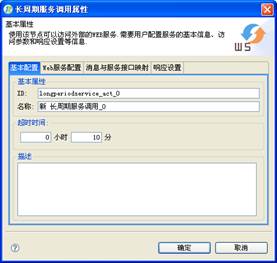 长周期服务调用属性
基本属性
使用该节点可以访问外部的WEB服务.需要用户配置服务的基本信息、访问参数和响应设置等信息.
WS
基本配置 Web服务配置 消息与服务接口映射 响应设置
基本属性
ID: longperiodservice_act_0
名称: 新 长周期服务调用_0
超时时间:
0 小时 10 分
描述
确定 取消